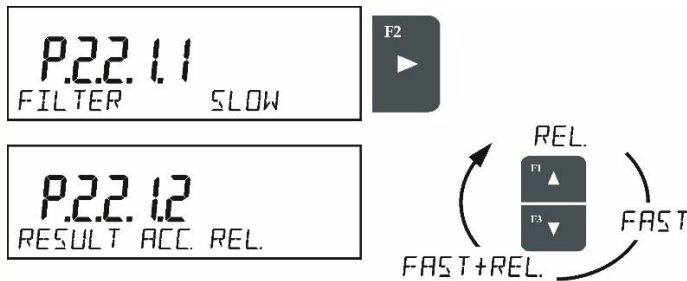 P.2.2.1.1
FILTER SLOW
F2
P.2.2.1.2
RESULT ACC. REL.
REL.
F1
F3
FAST
FAST+REL.